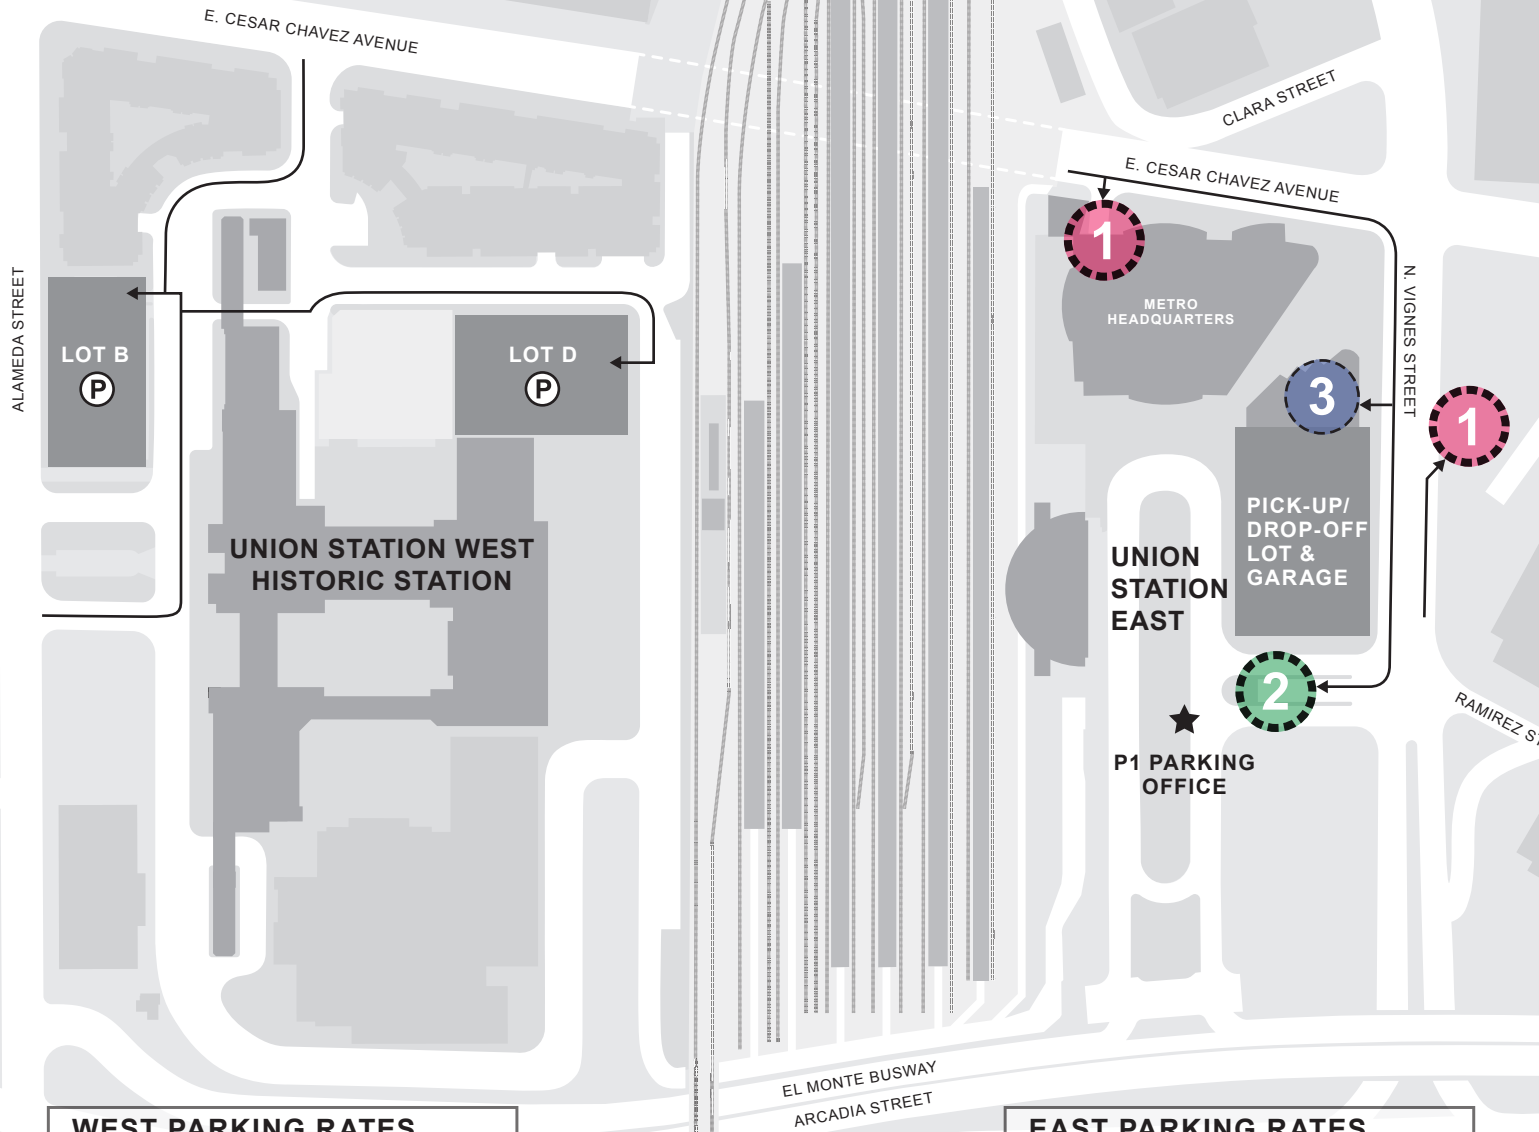 E. CESAR CHAVEZ AVENUE
CLARA STREET
E. CESAR CHAVEZ AVENUE
1
ALAMEDA STREET
N. VIGNES STREET
METRO
HEADQUARTERS
LOT B
P
LOT D
P
3
1
PICK-UP/
DROP-OFF
LOT &
GARAGE
UNION STATION WEST
HISTORIC STATION
UNION
STATION
EAST
2
RAMIREZ
P1 PARKING
OFFICE
EL MONTE BUSWAY
ARCADIA STREET
WEST PARKING RATES
EAST PARKING RATES